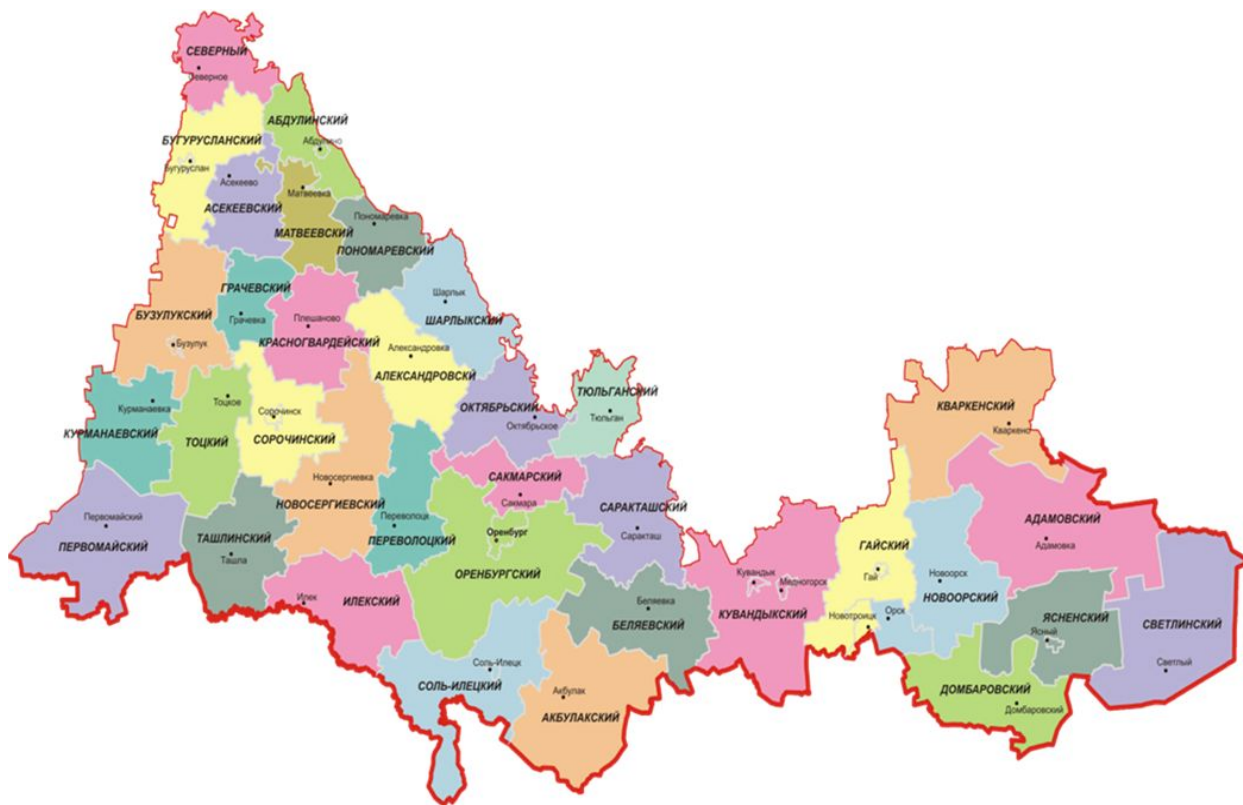 СЕВЕРНЫЙ
Северное
АБДУЛИНСКИЙ
Абдулино
БУГУРУСЛАНСКИЙ
Бугуруслан
Асекеево
АСЕКЕЕВСКИЙ
Матвеевка
МАТВЕЕВСКИЙ
Пономаревка
ПОНОМАРЕВСКИЙ
ГРАЧЕВСКИЙ
Грачевка
БУЗУЛУКСКИЙ
Бузулук
Плешаново
КРАСНОГВАРДЕЙСКИЙ
Шарлык
ШАРЛЫКСКИЙ
Александровка
АЛЕКСАНДРОВСКИ
Курманаевка
КУРМАНАЕВСКИЙ
Тоцкое
ТОЦКИЙ
Сорочинск
СОРОЧИНСКИЙ
ОКТЯБРЬСКИЙ
Октябрьское
ТЮЛЬГАНСКИЙ
Тюльган
КВАРКЕНСКИЙ
Кваркено
Новосергиевка
НОВОСЕРГИЕВСКИЙ
САКМАРСКИЙ
Сакмара
САРАКТАШСКИЙ
Саракташ
Первомайский
ПЕРВОМАЙСКИЙ
ТАШЛИНСКИЙ
Ташла
Переволоцк
ПЕРЕВОЛОЦКИЙ
Оренбург
ОРЕНБУРГСКИЙ
Илек
ИЛЕКСКИЙ
Беляевка
БЕЛЯЕВСКИЙ
Кувандык
Медногорск
КУВАНДЫКСКИЙ
ГАЙСКИЙ
Гай
Новотроицк
Орск
Новоорск
НОВООРСКИЙ
АДАМОВСКИЙ
Адамовка
ЯСНЕНСКИЙ
Ясный
СВЕТЛИНСКИЙ
Светлый
Соль-Илецк
СОЛЬ-ИЛЕЦКИЙ
Акбулак
АКБУЛАКСКИЙ
ДОМБАРОВСКИЙ
Домбаровский